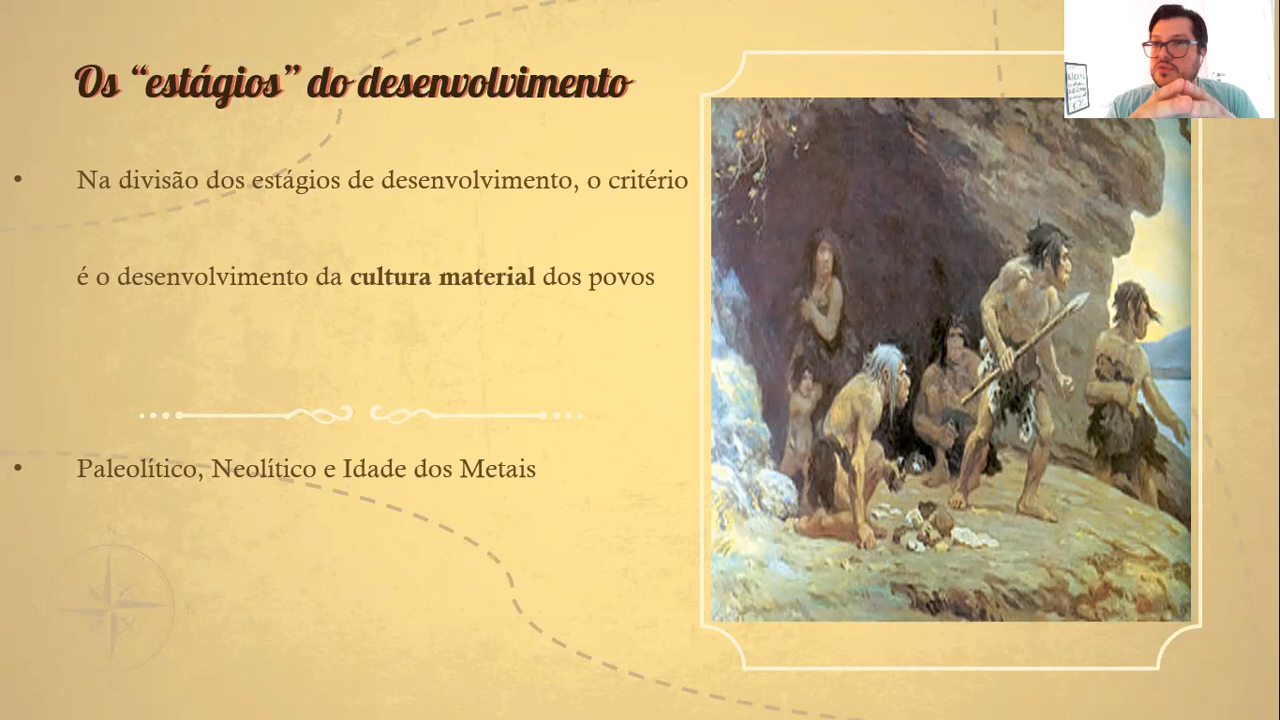 Os “estágios” do desenvolvimento
• Na divisão dos estágios de desenvolvimento, o critério
é o desenvolvimento da cultura material dos povos
• Paleolítico, Neolítico e Idade dos Metais
N
E